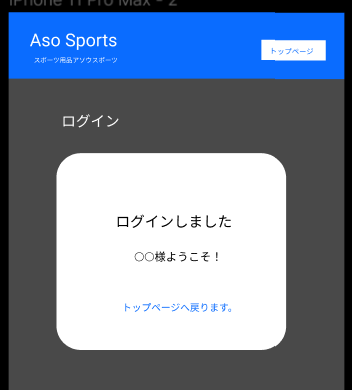 iPhone 11 Pro Max - 2
Aso Sports
スポーツ用品アソウスポーツ
トップページ
ログイン
ログインしました
○○様ようこそ！
トップページへ戻ります。